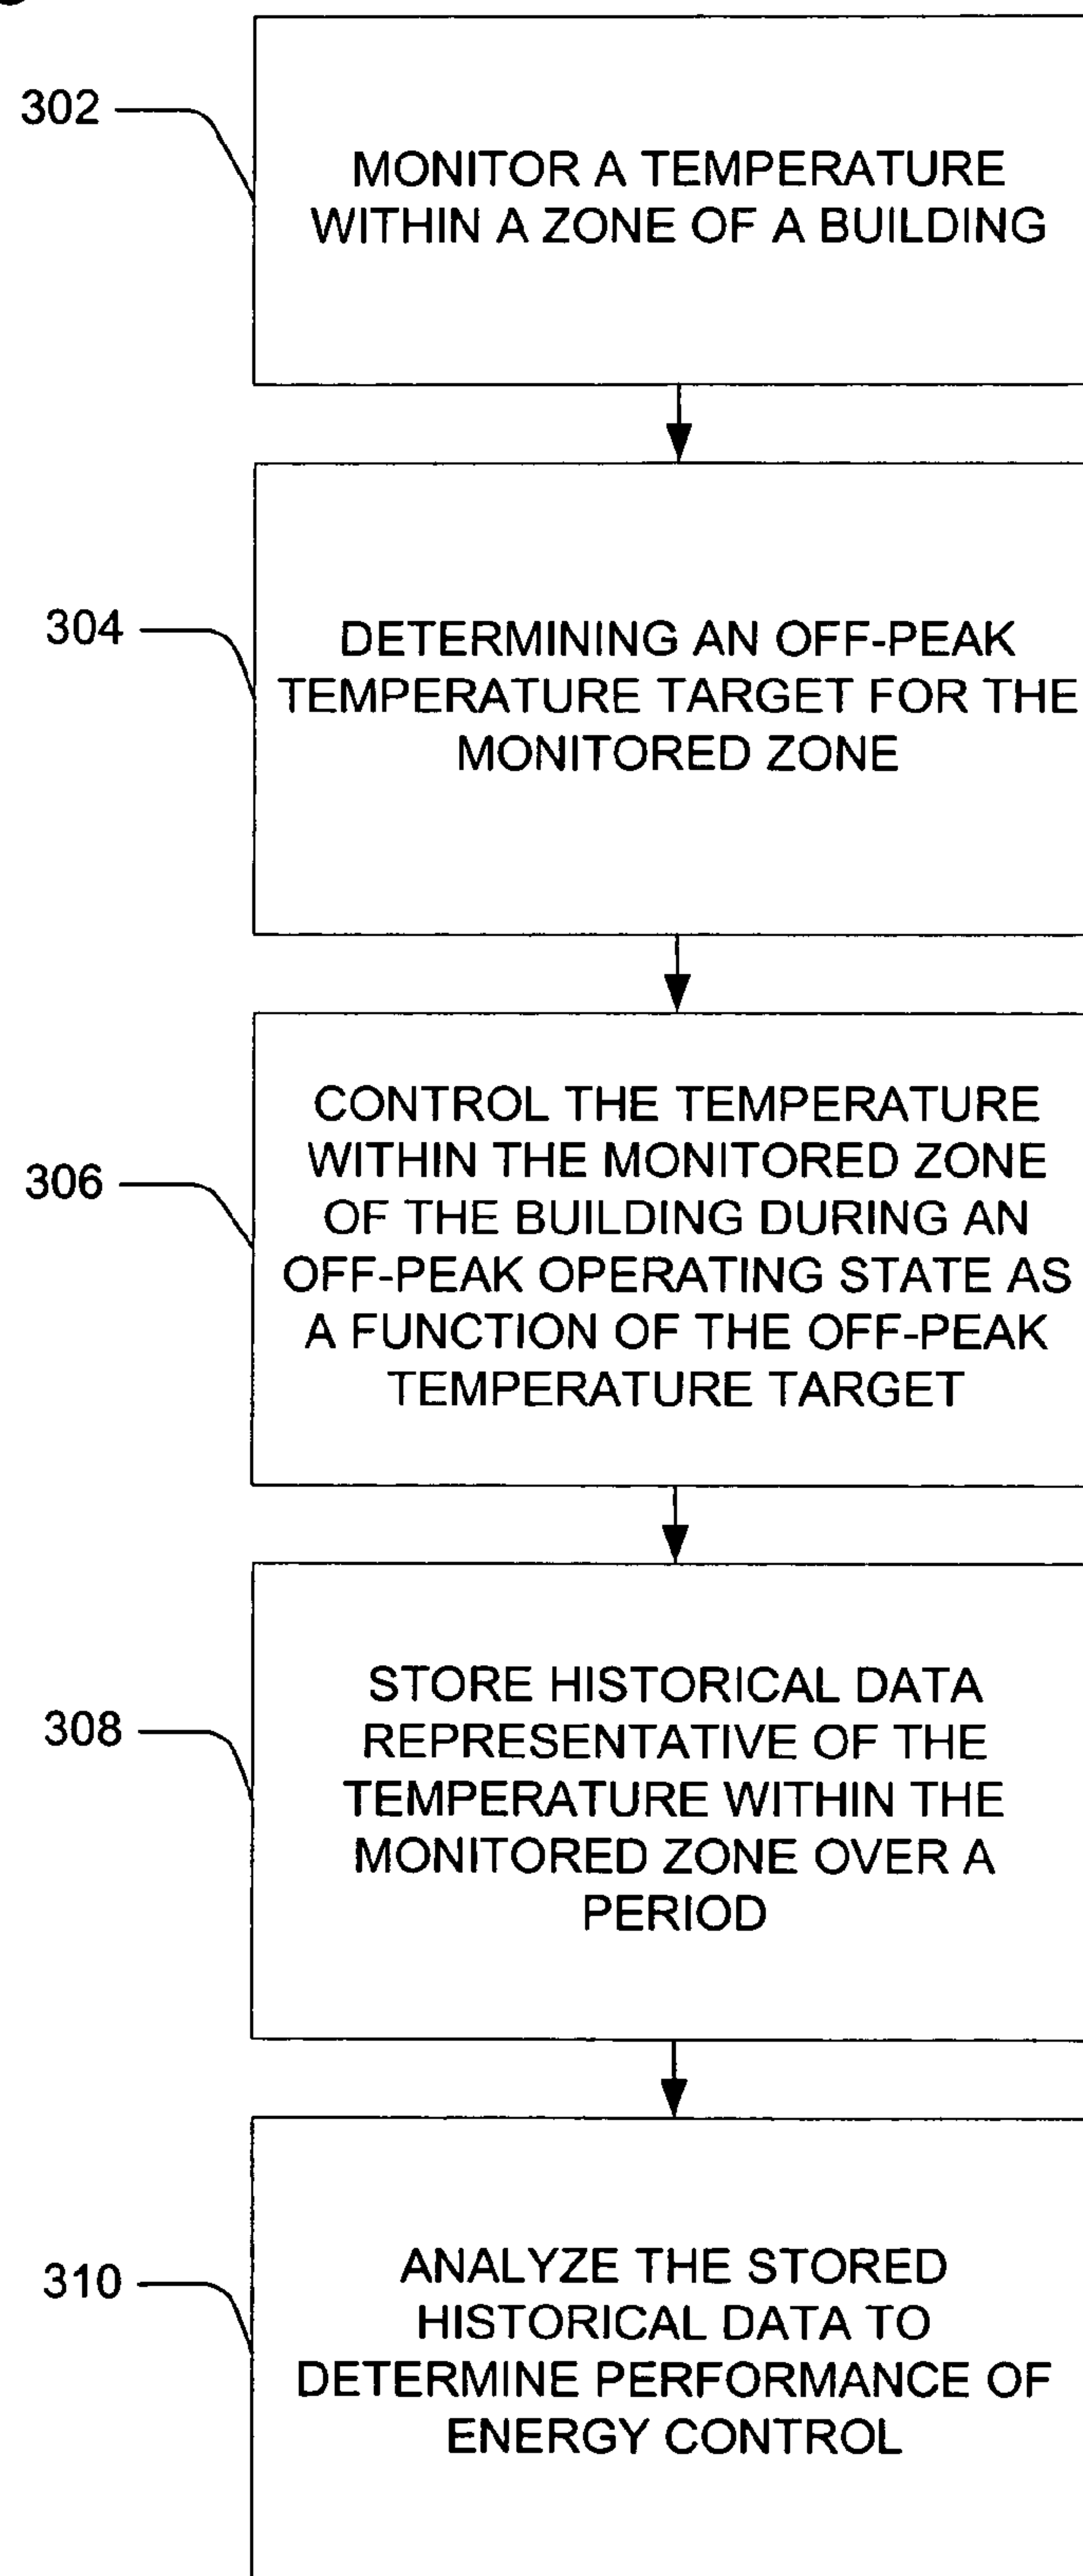 302
MONITOR A TEMPERATURE
WITHIN A ZONE OF A BUILDING
304
DETERMINING AN OFF-PEAK
TEMPERATURE TARGET FOR THE
MONITORED ZONE
306
CONTROL THE TEMPERATURE
WITHIN THE MONITORED ZONE
OF THE BUILDING DURING AN
OFF-PEAK OPERATING STATE AS
A FUNCTION OF THE OFF-PEAK
TEMPERATURE TARGET
308
STORE HISTORICAL DATA
REPRESENTATIVE OF THE
TEMPERATURE WITHIN THE
MONITORED ZONE OVER A
PERIOD
310
ANALYZE THE STORED
HISTORICAL DATA TO
DETERMINE PERFORMANCE OF
ENERGY CONTROL